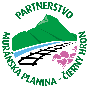 PARTNERSTVO
MURÁNSKA PLANINA - ČIERNY HRON